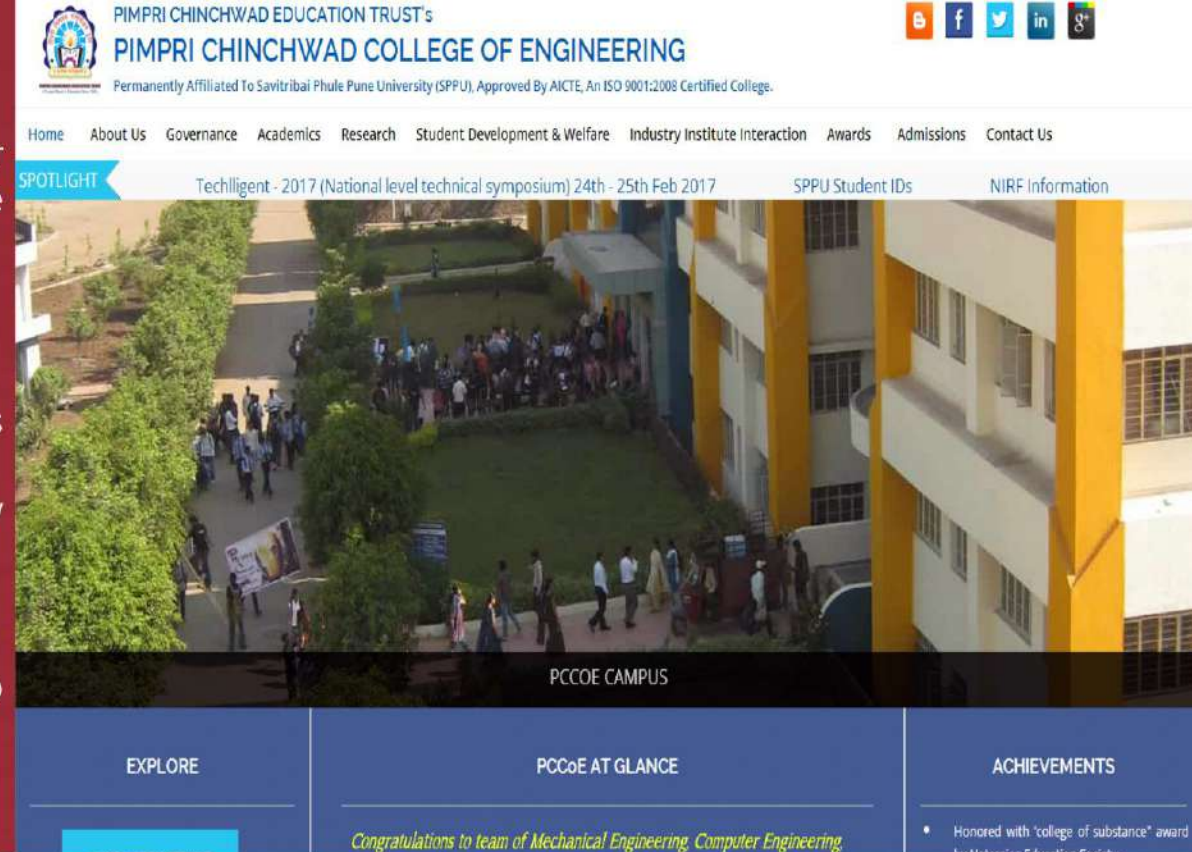 PIMPRI CHINCHWAD EDUCATION TRUST's
PIMPRI CHINCHWAD COLLEGE OF ENGINEERING
Permanently Affiliated To Savitribai Phule Pune University (SPPU), Approved By AICTE, An ISO 9001:2008 Certified College.
Home About Us Governance Academics Research Student Development & Welfare Industry Institute Interaction Awards Admissions Contact Us
SPOTLIGHT Techlligent - 2017 (National level technical symposium) 24th - 25th Feb 2017 SPPU Student IDs NIRF Information
PCCOE CAMPUS
EXPLORE
PCCoE AT GLANCE
Congratulations to team of Mechanical Engineering, Computer Engineering,
ACHIEVEMENTS
Honored with "college of substance" award